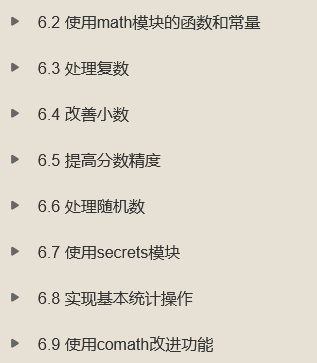 6.2 使用math模块的函数和常量
6.3 处理复数
6.4 改善小数
6.5 提高分数精度
6.6 处理随机数
6.7 使用secrets模块
6.8 实现基本统计操作
6.9 使用comath改进功能